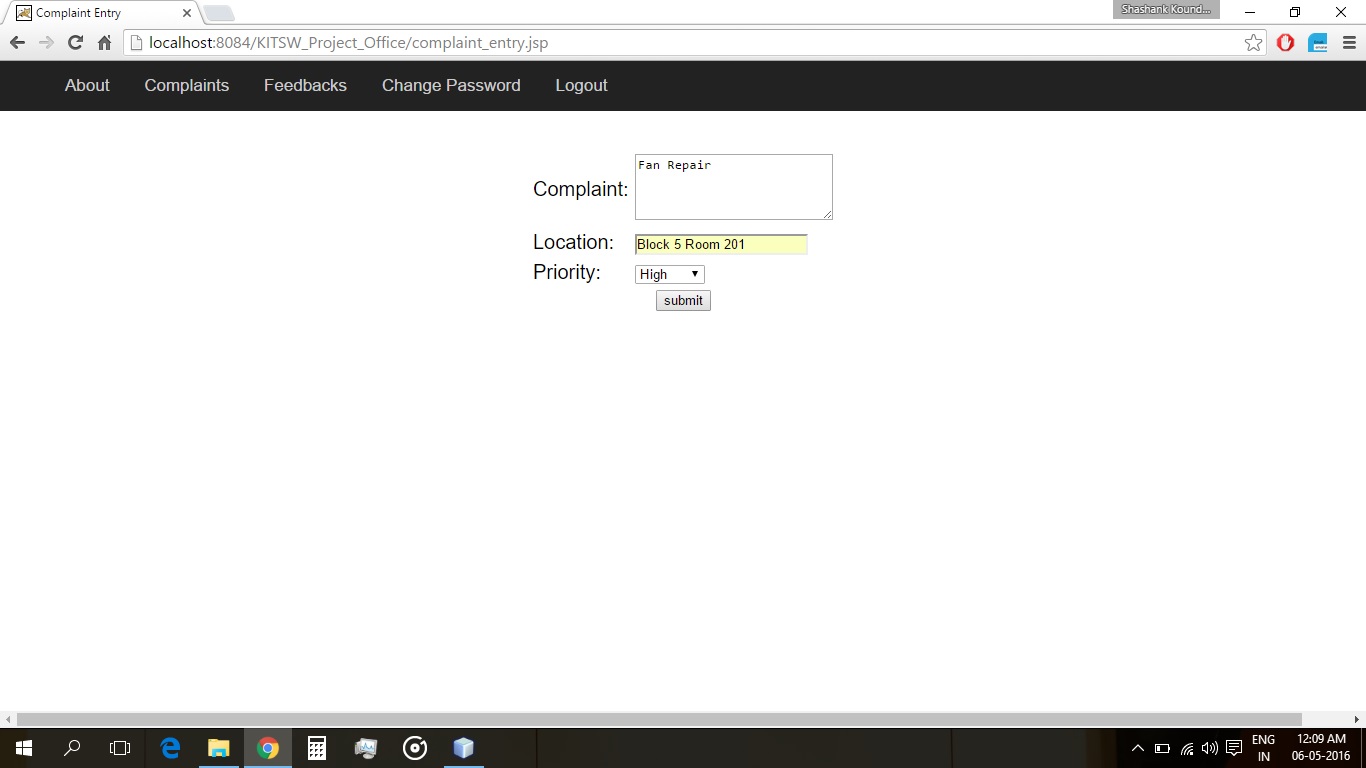 Complaint Entry
Shashank Kound...
localhost:8084/KITSW_Project_Office/complaint_entry.jsp
About Complaints Feedbacks Change Password Logout
Complaint:
Fan Repair
Location: Block 5 Room 201
Priority: High
submit
ENG 12:09 AM
IN 06-05-2016